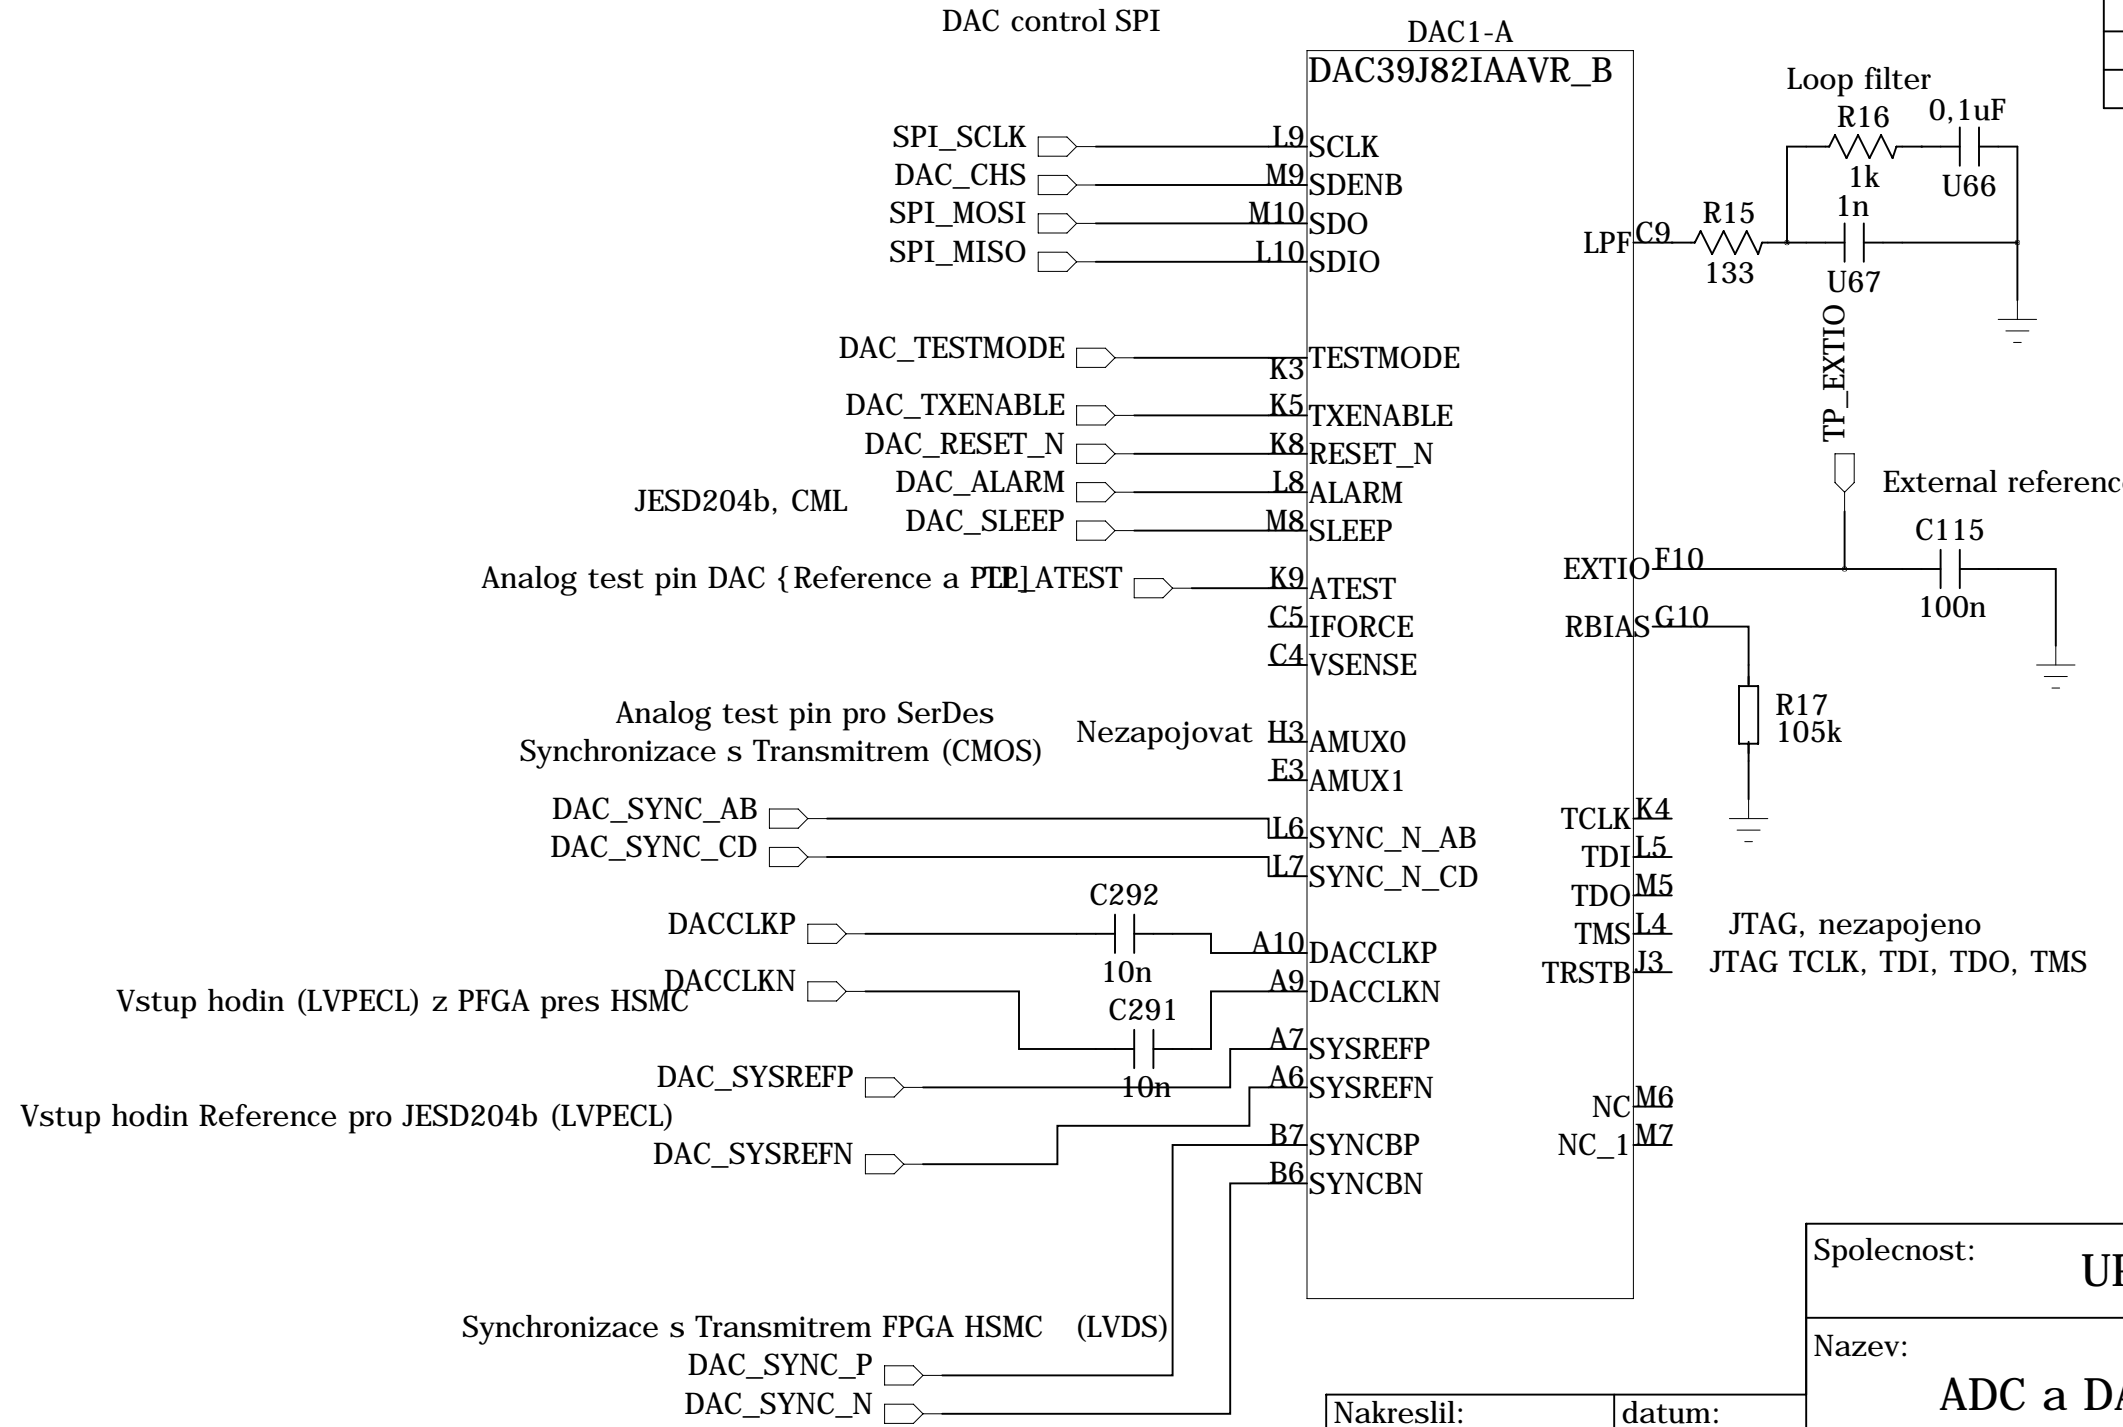 DAC control SPI
DAC1-A
DAC39J82IAAVR_B
Loop filter
R16
0,1uF
1k
U66
SPI_SCLK
L9
SCLK
DAC_CHS
M9
SDENB
SPI_MOSI
M10
SDO
SPI_MISO
L10
SDIO
LPF
C9
R15
133
1n
U67
TP_EXTIO
DAC_TESTMODE
K3
TESTMODE
DAC_TXENABLE
K5
TXENABLE
DAC_RESET_N
K8
RESET_N
JESD204b, CML
DAC_ALARM
L8
ALARM
DAC_SLEEP
M8
SLEEP
External reference
C115
100n
EXTIO
F10
Analog test pin DAC {Reference a PLL]
TP_ATEST
K9
ATEST
C5
IFORCE
C4
VSENSE
RBIAS
G10
R17
105k
Analog test pin pro SerDes
Synchronizace s Transmitrem (CMOS)
Nezapojovat
H3
AMUX0
E3
AMUX1
DAC_SYNC_AB
L6
SYNC_N_AB
DAC_SYNC_CD
L7
SYNC_N_CD
TCLK
K4
TDI
L5
TDO
M5
TMS
L4
TRSTB
J3
JTAG, nezapojeno
JTAG TCLK, TDI, TDO, TMS
C292
10n
DACCLKP
A10
DACCLKP
DACCLKN
A9
DACCLKN
Vstup hodin (LVPECL) z PFGA pres HSMC
C291
10n
DAC_SYSREFP
A7
SYSREFP
A6
SYSREFN
Vstup hodin Reference pro JESD204b (LVPECL)
DAC_SYSREFN
B7
SYNCBP
B6
SYNCBN
NC
M6
NC_1
M7
Synchronizace s Transmitrem FPGA HSMC (LVDS)
DAC_SYNC_P
DAC_SYNC_N
Spolecnost:
Nazev:
ADC a
Nakreslil:
datum: